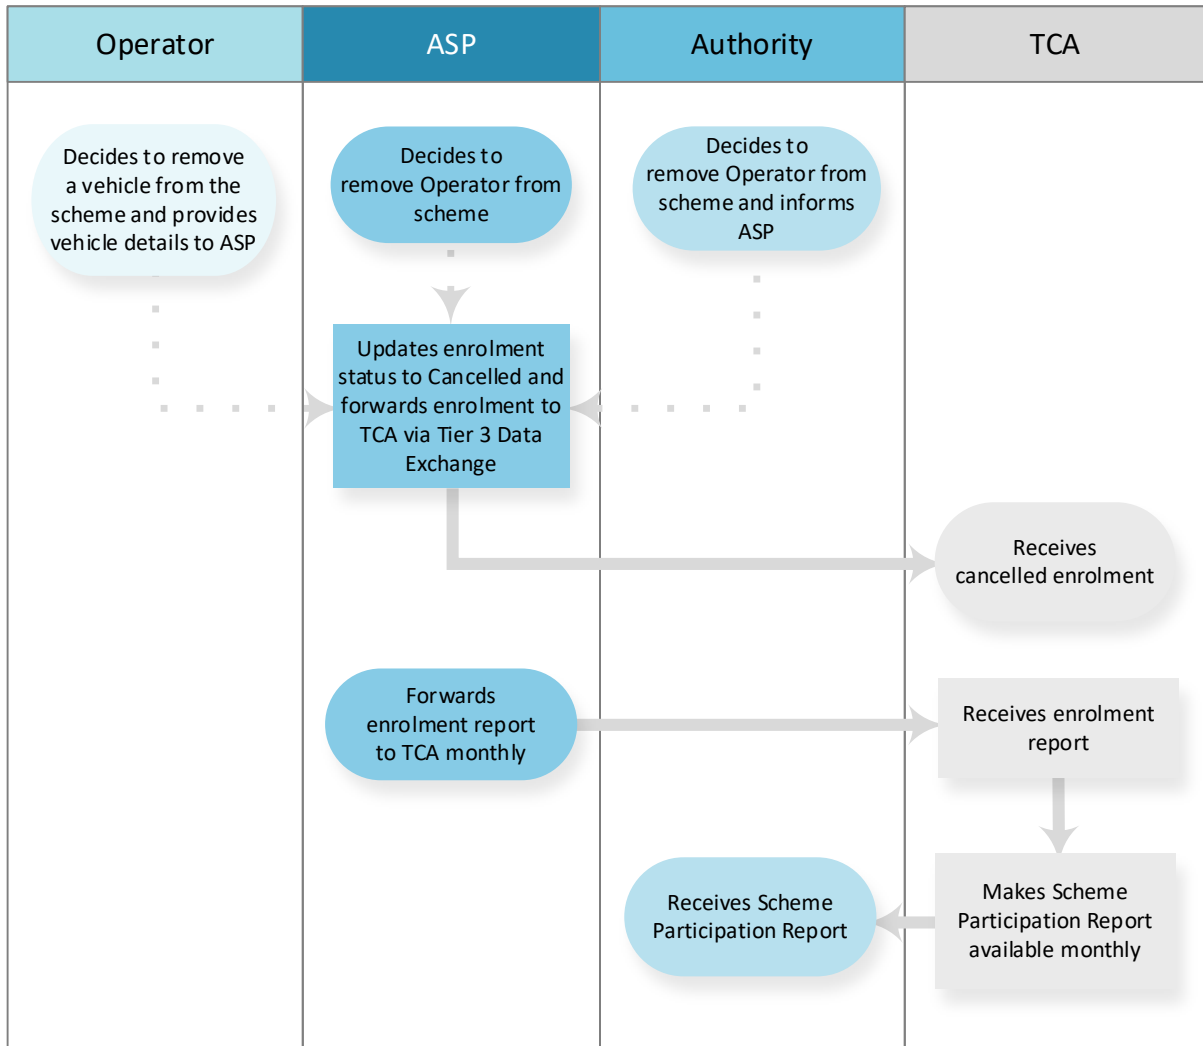 Operator
ASP
Authority
TCA
Decides to remove
a vehicle from the
scheme and provides
vehicle details to ASP
Decides to
remove Operator from
scheme
Decides to
remove Operator from
scheme and informs
ASP
Updates enrolment
status to Cancelled and
forwards enrolment to
TCA via Tier 3 Data
Exchange
Receives
cancelled enrolment
Forwards
enrolment report
to TCA monthly
Receives enrolment
report
Receives Scheme
Participation Report
Makes Scheme
Participation Report
available monthly